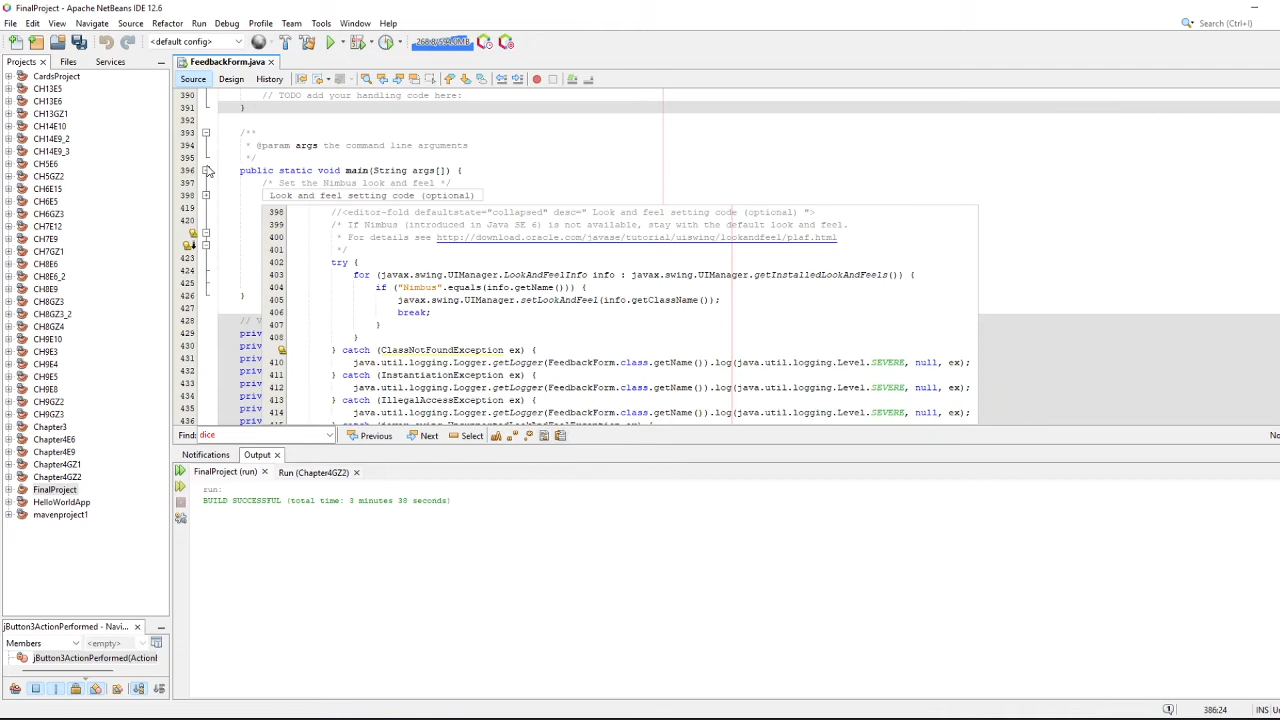 FinalProject - Apache NetBeans IDE 12.6
File Edit View Navigate Source Refactor Run Debug Profile Team Tools Window Help
Search (Ctrl+I)
<default config>
Projects Files Services
FeedbackForm.java
Source Design History
CardsProject
CH13E5
CH13E6
CH13GZ1
CH14E10
CH14E9_2
CH14E9_3
CH5E6
CH5GZ2
CH6E15
CH6E5
CH6GZ3
CH7E12
CH7E9
CH7GZ1
CH8E6
CH8E6_2
CH8E9
CH8GZ3
CH8GZ3_2
CH8GZ4
CH9E10
CH9E3
CH9E4
CH9E5
CH9E8
CH9GZ2
CH9GZ3
Chapter3
Chapter4E6
Chapter4E9
Chapter4GZ1
Chapter4GZ2
FinalProject
HelloWorldApp
mavenproject1
390 // TODO add your handling code here:
391 }
392
393 /**
394 * @param args the command line arguments
395 */
396 public static void main(String args[]) {
397 /* Set the Nimbus look and feel */
398 Look and feel setting code (optional)
419
420
423
424
425
426 }
427
428 // V
429 priv
430 priv
431 priv
432 priv
433 priv
434 priv
435 priv
436 priv
398 //<editor-fold defaultstate="collapsed" desc=" Look and feel setting code (optional) ">
399 /* If Nimbus (introduced in Java SE 6) is not available, stay with the default look and feel.
400 * For details see http://download.oracle.com/javase/tutorial/uiswing/lookandfeel/plaf.html
401 */
402 try {
403 for (javax.swing.UIManager.LookAndFeelInfo info : javax.swing.UIManager.getInstalledLookAndFeels()) {
404 if ("Nimbus".equals(info.getName())) {
405 javax.swing.UIManager.setLookAndFeel(info.getClassName());
406 break;
407 }
408 }
} catch (ClassNotFoundException ex) {
410 java.util.logging.Logger.getLogger(FeedbackForm.class.getName()).log(java.util.logging.Level.SEVERE, null, ex);
411 } catch (InstantiationException ex) {
412 java.util.logging.Logger.getLogger(FeedbackForm.class.getName()).log(java.util.logging.Level.SEVERE, null, ex);
413 } catch (IllegalAccessException ex) {
414 java.util.logging.Logger.getLogger(FeedbackForm.class.getName()).log(java.util.logging.Level.SEVERE, null, ex);
Find: dice Previous Next Select No
Notifications Output
FinalProject (run) Run (Chapter4GZ2)
run:
BUILD SUCCESSFUL (total time: 3 minutes 38 seconds)
jButton3ActionPerformed - Navi...
Members <empty>
jButton3ActionPerformed(ActionI
386:24 INS